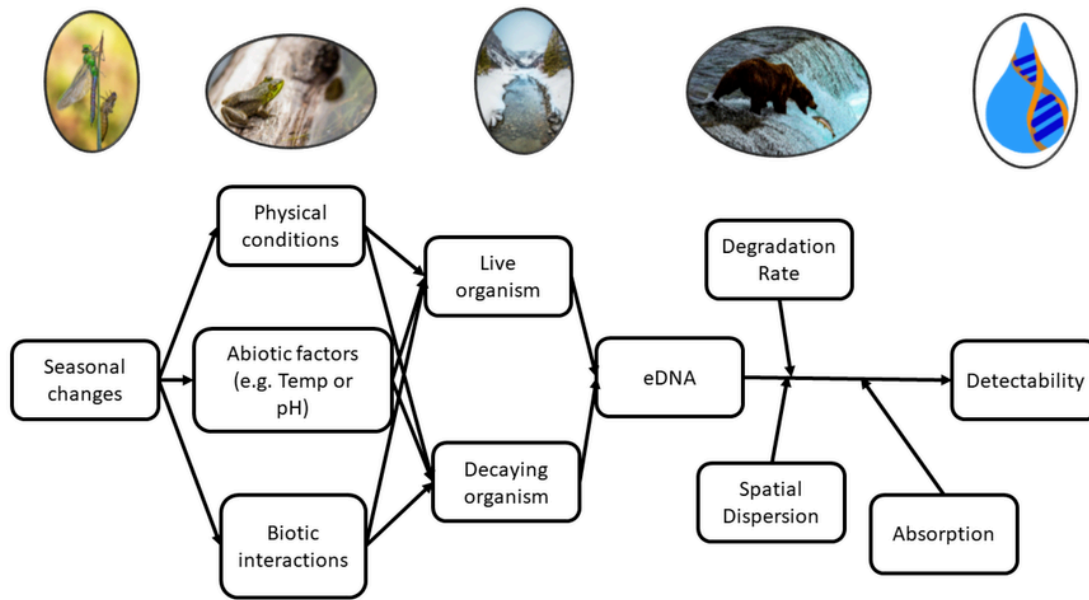 Seasonal
changes
Physical
conditions
Abiotic factors
(e.g. Temp or
pH)
Biotic
interactions
Live
organism
Decaying
organism
eDNA
Degradation
Rate
Spatial
Dispersion
Absorption
Detectability